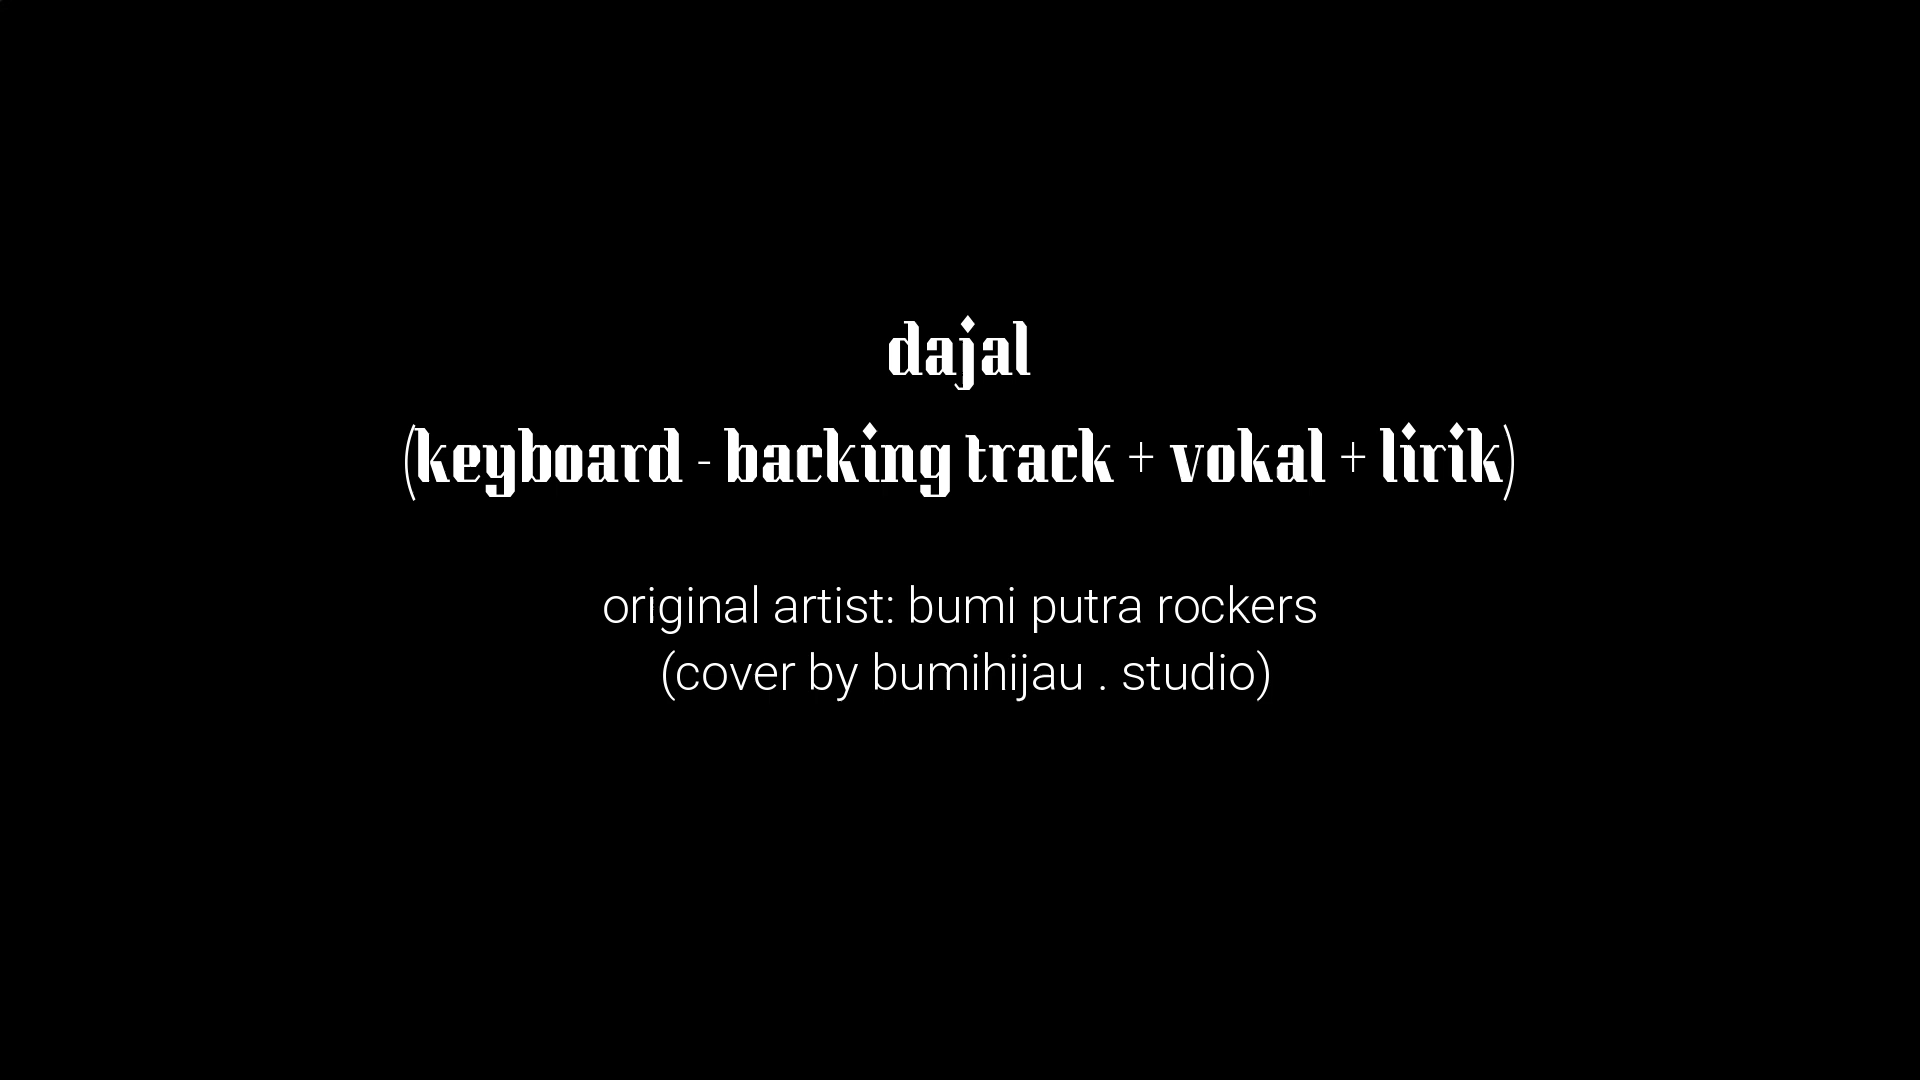 dajal
(keyboard - backing track + vokal + lirik)
original artist: bumi putra rockers
(cover by bumihijau . studio)